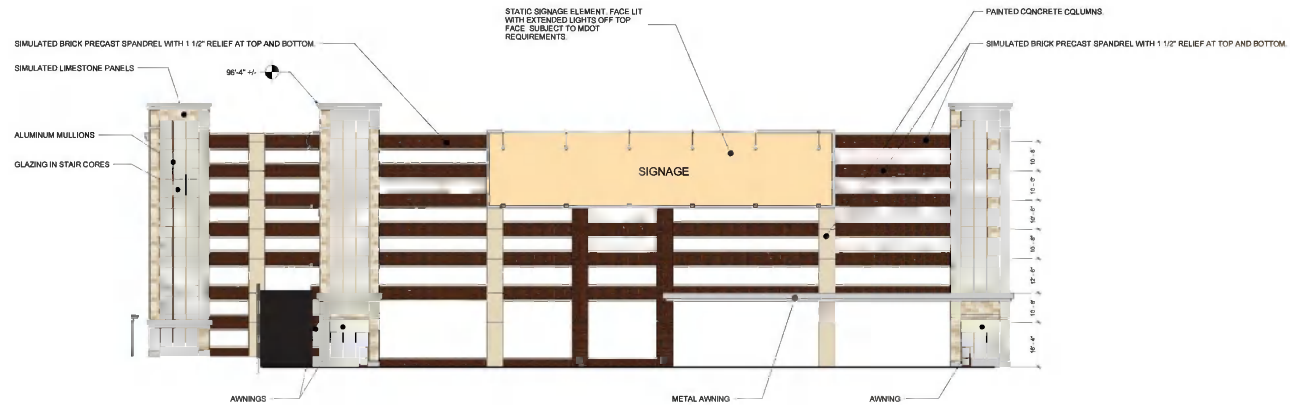 STATIC SIGNAGE ELEMENT. FACE LIT
WITH EXTENDED LIGHTS OFF TOP
FACE SUBJECT TO MDOT
REQUIREMENTS.
PAINTED CONCRETE COLUMNS.
SIMULATED BRICK PRECAST SPANDREL WITH 1 1/2" RELIEF AT TOP AND BOTTOM.
SIMULATED BRICK PRECAST SPANDREL WITH 1 1/2" RELIEF AT TOP AND BOTTOM.
SIMULATED LIMESTONE PANELS
96'-4" +/-
ALUMINUM MULLIONS
GLAZING IN STAIR CORES
SIGNAGE
AWNINGS
METAL AWNING
AWNING